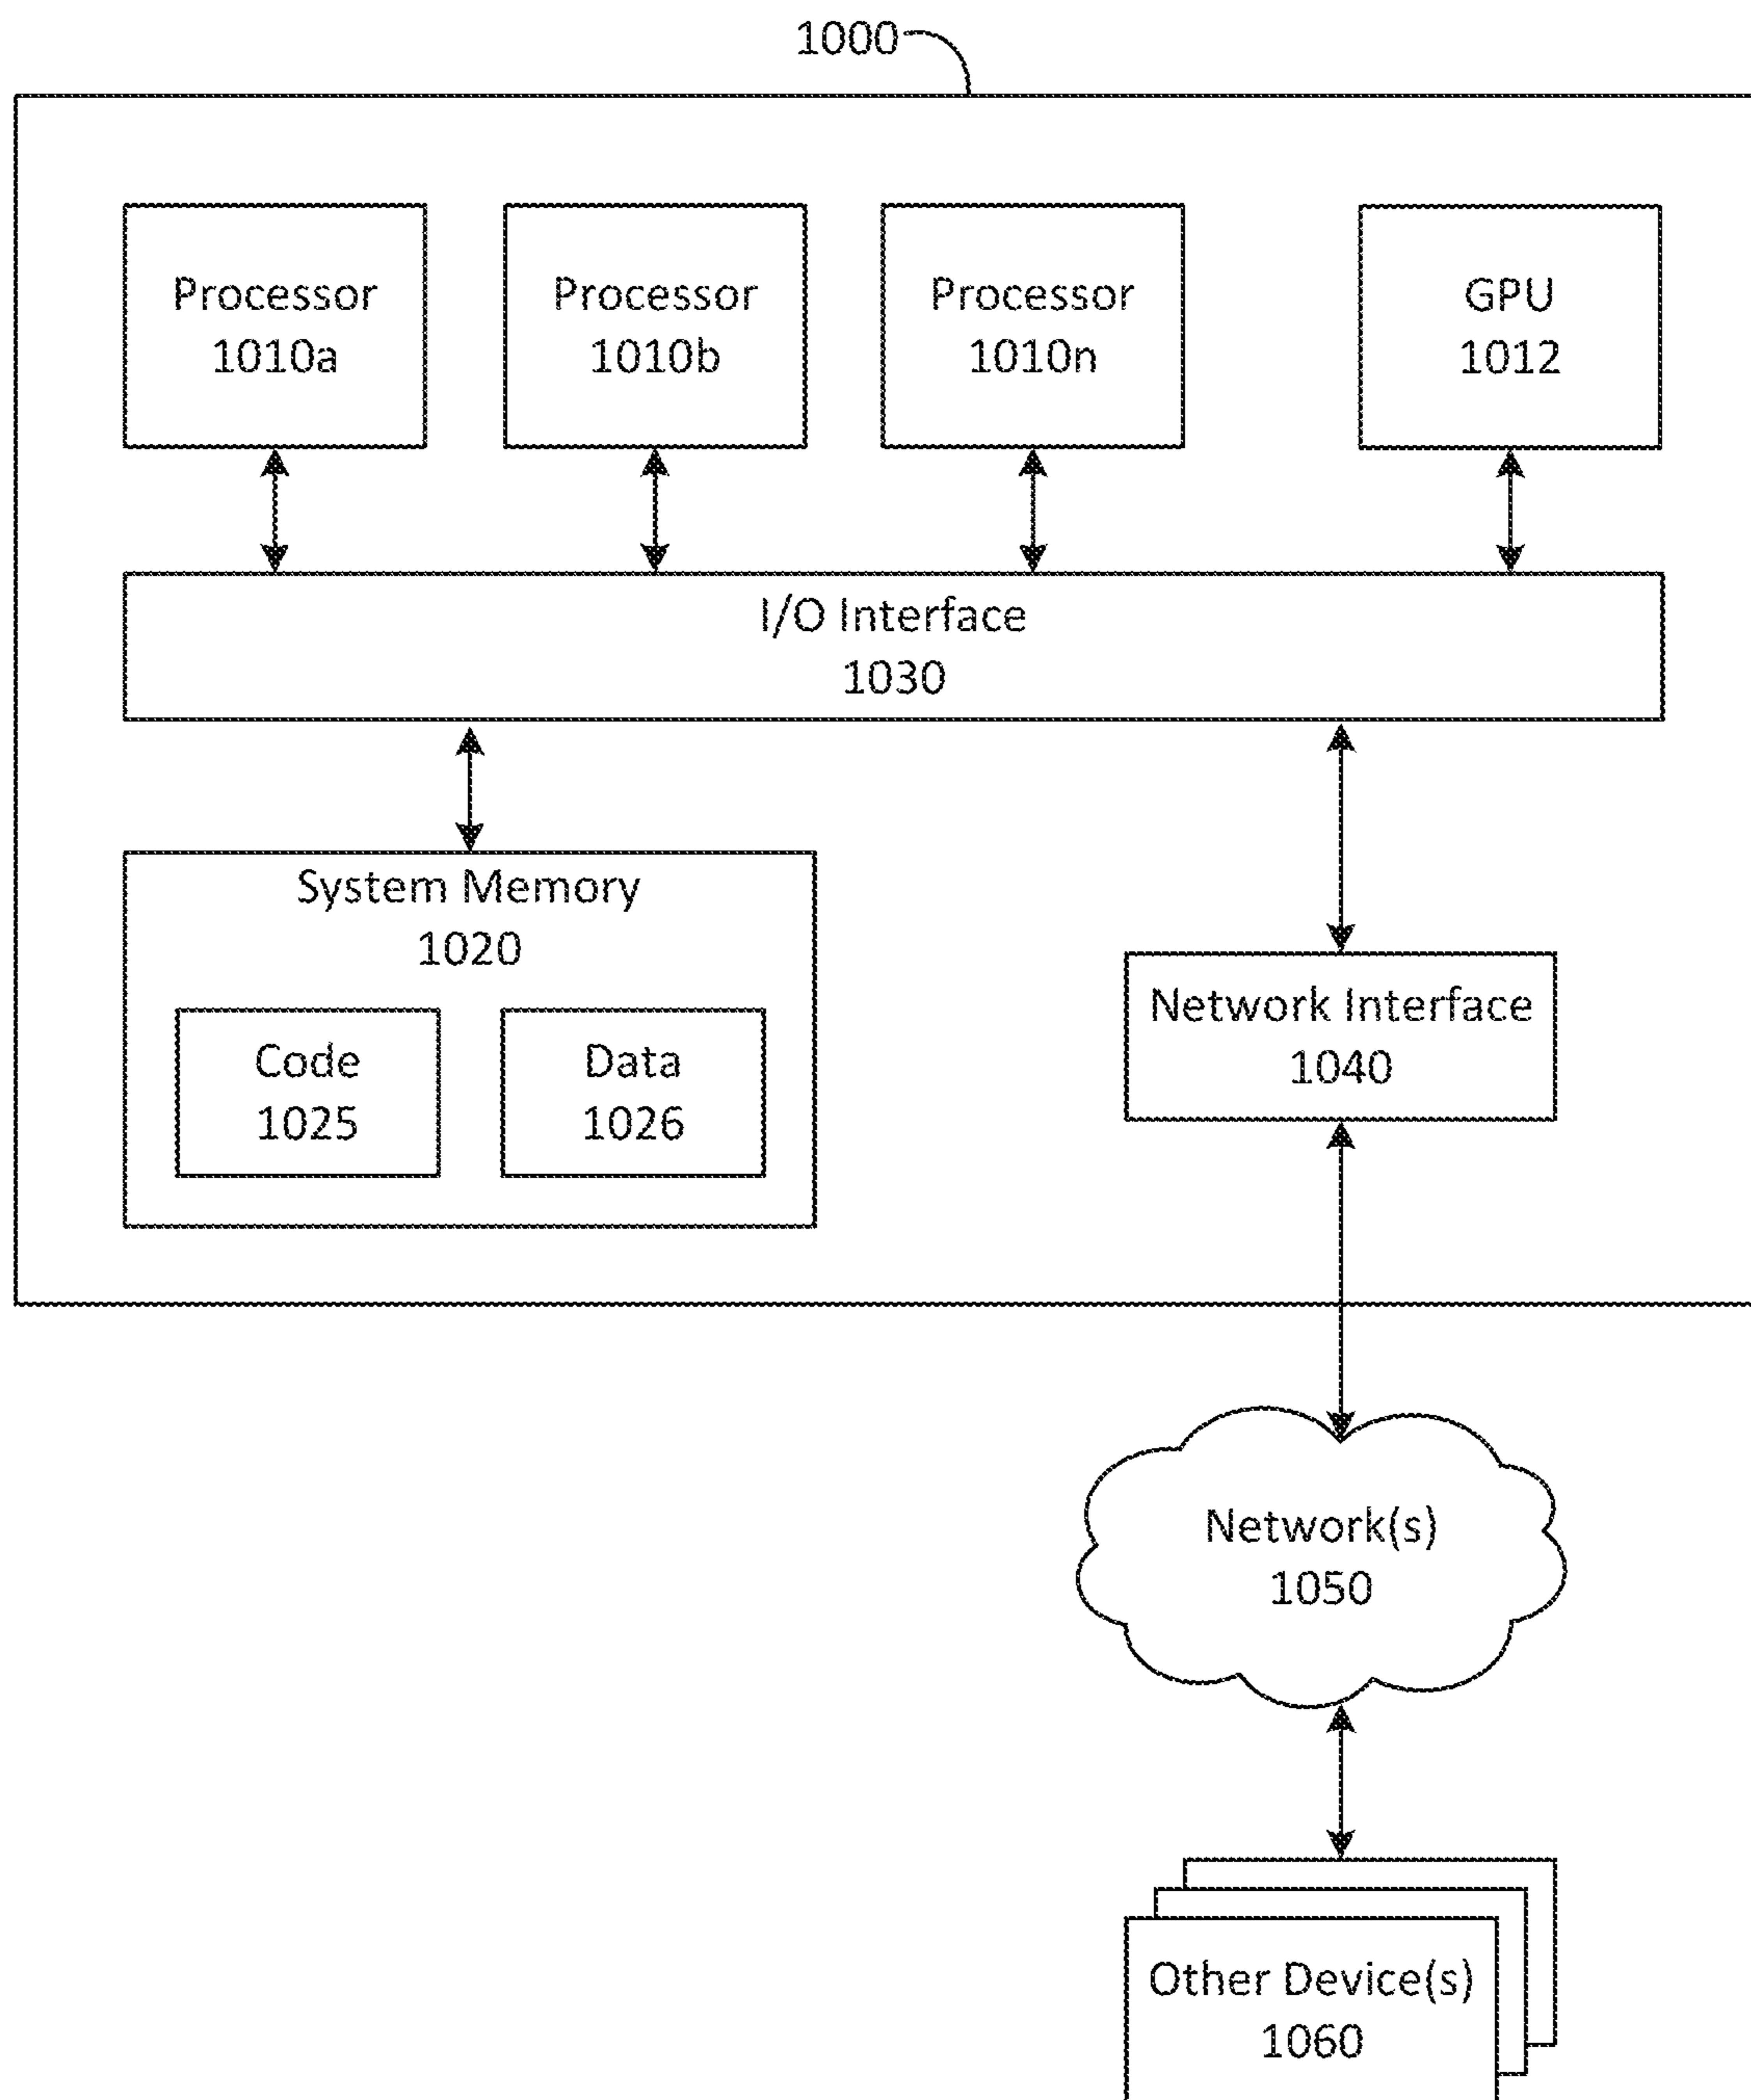 1000
Processor
1010a
Processor
1010b
Processor
1010n
GPU
1012
I/O Interface
1030
System Memory
1020
Code
1025
Data
1026
Network Interface
1040
Network(s)
1050
Other Device(s)
1060